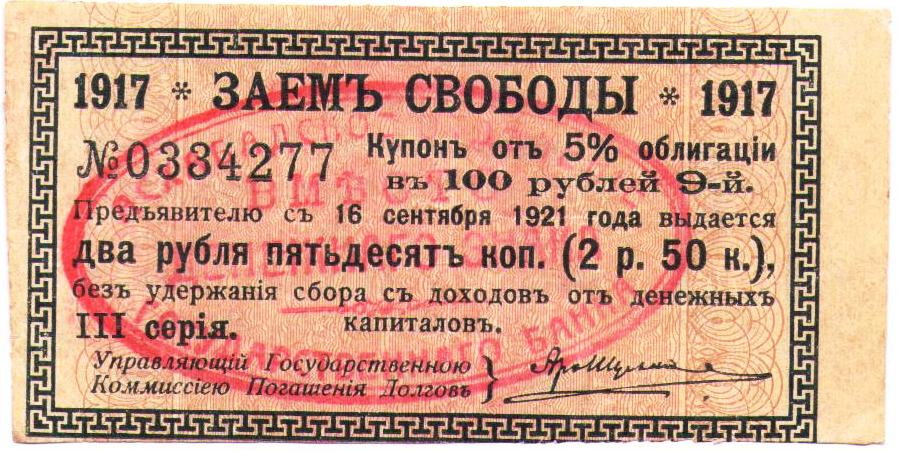 1917 * ЗАЕМЪ СВОБОДЫ * 1917
№0334277
Купонъ отъ 5% облигаціи
въ 100 рублей 9-й.
Предъявителю съ 16 сентября 1921 года выдается
два рубля пятьдесятъ коп. (2 р. 50 к.),
безъ удержанія сбора съ доходовъ отъ денежныхъ
капиталовъ.
III серія.
Управляющій Государственною
Коммиссіею Погашенія Долговъ